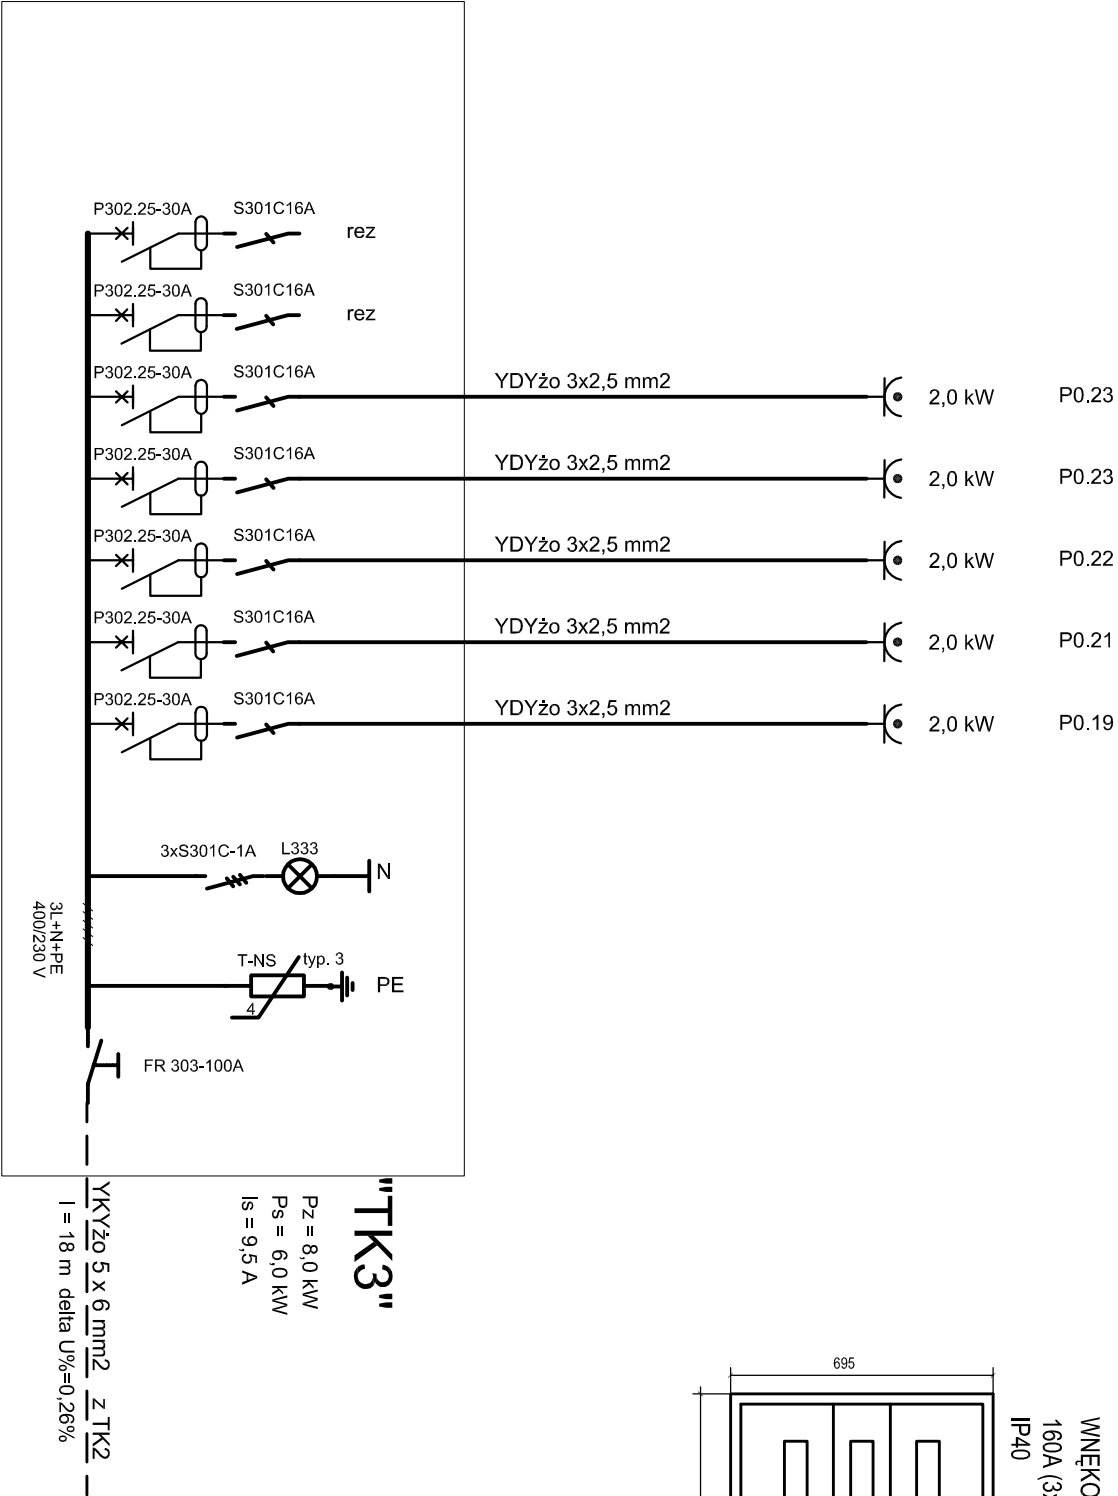 P302.25-30A S301C16A rez
P302.25-30A S301C16A rez
P302.25-30A S301C16A YDYżo 3x2,5 mm2 2,0 kW P0.23
P302.25-30A S301C16A YDYżo 3x2,5 mm2 2,0 kW P0.23
P302.25-30A S301C16A YDYżo 3x2,5 mm2 2,0 kW P0.22
P302.25-30A S301C16A YDYżo 3x2,5 mm2 2,0 kW P0.21
P302.25-30A S301C16A YDYżo 3x2,5 mm2 2,0 kW P0.19
3xS301C-1A L333 N
3L+N+PE
400/230 V
T-NS typ. 3 PE
4
FR 303-100A
"TK3"
Pz = 8,0 kW
Ps = 6,0 kW
Is = 9,5 A
YKYżo 5 x 6 mm2 z TK2
l = 18 m delta U%=0,26%
695
WNĘKO
160A (3
IP40